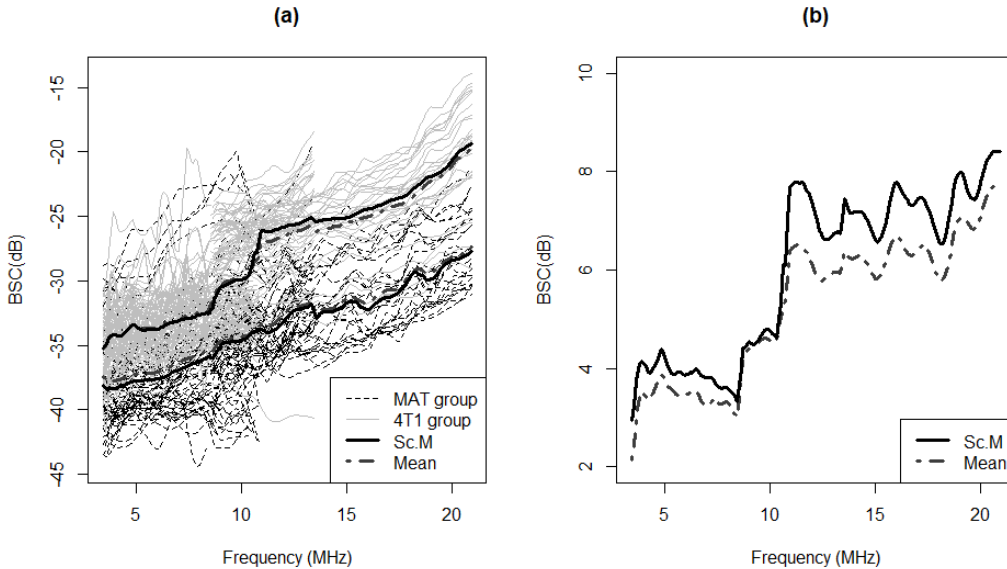 (a)
-15
-20
-25
-30
-35
-40
-45
BSC(dB)
5
10
15
20
Frequency (MHz)
MAT group
4T1 group
Sc.M
Mean
(b)
10
8
6
4
2
BSC(dB)
5
10
15
20
Frequency (MHz)
Sc.M
Mean